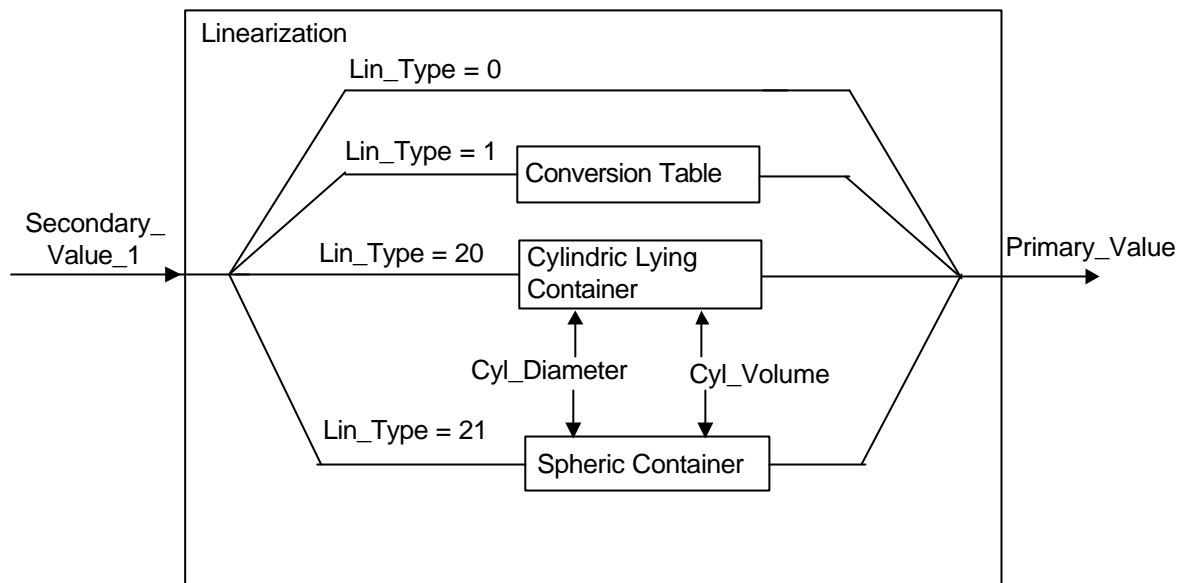 Linearization
Lin_Type = 0
Lin_Type = 1
Conversion Table
Secondary_
Value_1
Lin_Type = 20
Cylindric Lying
Container
Primary_Value
Cyl_Diameter
Cyl_Volume
Lin_Type = 21
Spheric Container